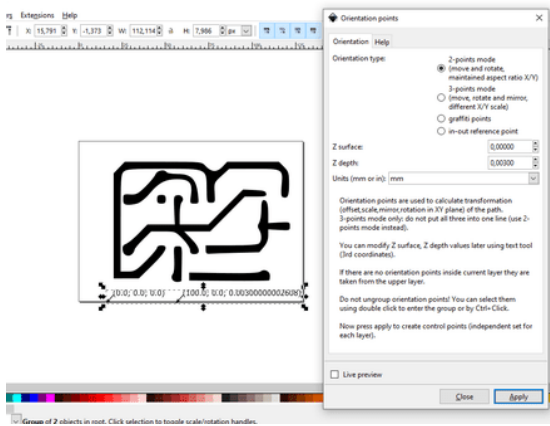 Extensions Help
X: 15,791 Y: -1,373 W: 112,114 H: 7,986 px
(0.0; 0.0; 0.0) (100.0; 0.0; 0.00300000002608)
Group of 2 objects in root. Click selection to toggle scale/rotation handles.
Orientation points
Orientation Help
Orientation type:
2-points mode
(move and rotate,
maintained aspect ratio X/Y)
3-points mode
(move, rotate and mirror,
different X/Y scale)
graffiti points
in-out reference point
Z surface: 0,00000
Z depth: 0,00300
Units (mm or in): mm
Orientation points are used to calculate transformation
(offset,scale,mirror,rotation in XY plane) of the path.
3-points mode only: do not put all three into one line (use 2-
points mode instead).
You can modify Z surface, Z depth values later using text tool
(3rd coordinates).
If there are no orientation points inside current layer they are
taken from the upper layer.
Do not ungroup orientation points! You can select them
using double click to enter the group or by Ctrl+Click.
Now press apply to create control points (independent set for
each layer).
Live preview
Close Apply